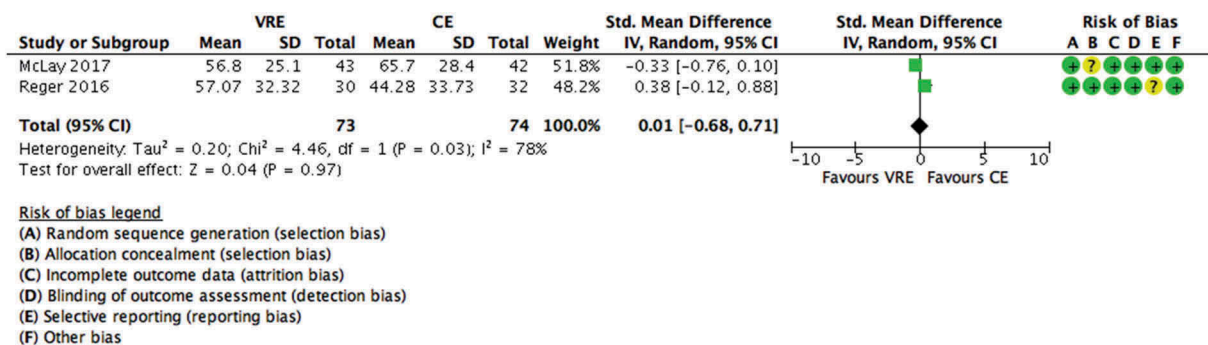 VRE CE Std. Mean Difference Std. Mean Difference Risk of Bias
Study or Subgroup Mean SD Total Mean SD Total Weight IV, Random, 95% CI IV, Random, 95% CI A B C D E F
McLay 2017 56.8 25.1 43 65.7 28.4 42 51.8% -0.33 [-0.76, 0.10] + ? + + + +
Reger 2016 57.07 32.32 30 44.28 33.73 32 48.2% 0.38 [-0.12, 0.88] + + + + ? +
Total (95% CI) 73 74 100.0% 0.01 [-0.68, 0.71]
Heterogeneity: Tau² = 0.20; Chi² = 4.46, df = 1 (P = 0.03); I² = 78%
Test for overall effect: Z = 0.04 (P = 0.97)
-10 -5 0 5 10
Favours VRE Favours CE
Risk of bias legend
(A) Random sequence generation (selection bias)
(B) Allocation concealment (selection bias)
(C) Incomplete outcome data (attrition bias)
(D) Blinding of outcome assessment (detection bias)
(E) Selective reporting (reporting bias)
(F) Other bias